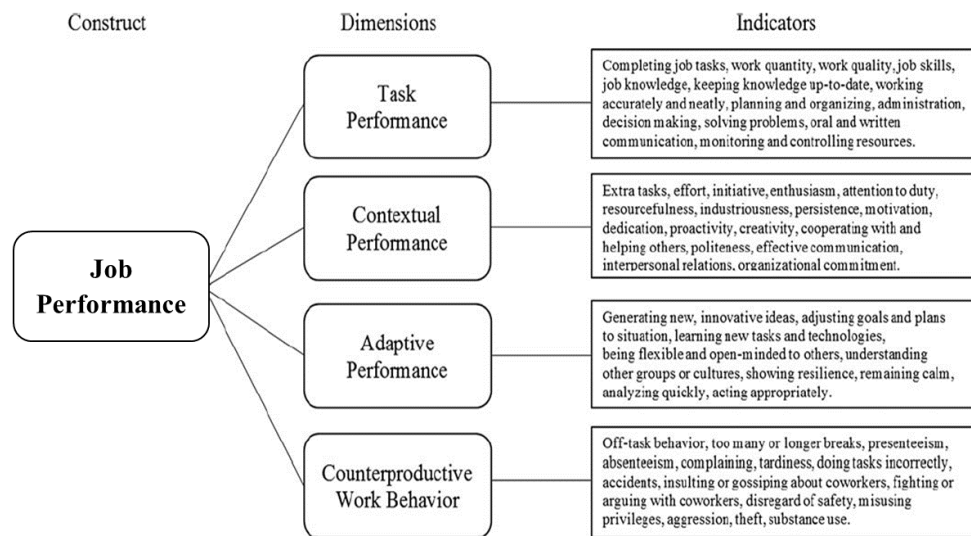 Construct
Dimensions
Indicators
Job
Performance
Task
Performance
Completing job tasks, work quantity, work quality, job skills,
job knowledge, keeping knowledge up-to-date, working
accurately and neatly, planning and organizing, administration,
decision making, solving problems, oral and written
communication, monitoring and controlling resources.
Contextual
Performance
Extra tasks, effort, initiative, enthusiasm, attention to duty,
resourcefulness, industriousness, persistence, motivation,
dedication, proactivity, creativity, cooperating with and
helping others, politeness, effective communication,
interpersonal relations, organizational commitment.
Adaptive
Performance
Generating new, innovative ideas, adjusting goals and plans
to situation, learning new tasks and technologies,
being flexible and open-minded to others, understanding
other groups or cultures, showing resilience, remaining calm,
analyzing quickly, acting appropriately.
Counterproductive
Work Behavior
Off-task behavior, too many or longer breaks, presenteeism,
absenteeism, complaining, tardiness, doing tasks incorrectly,
accidents, insulting or gossiping about coworkers, fighting or
arguing with coworkers, disregard of safety, misusing
privileges, aggression, theft, substance use.